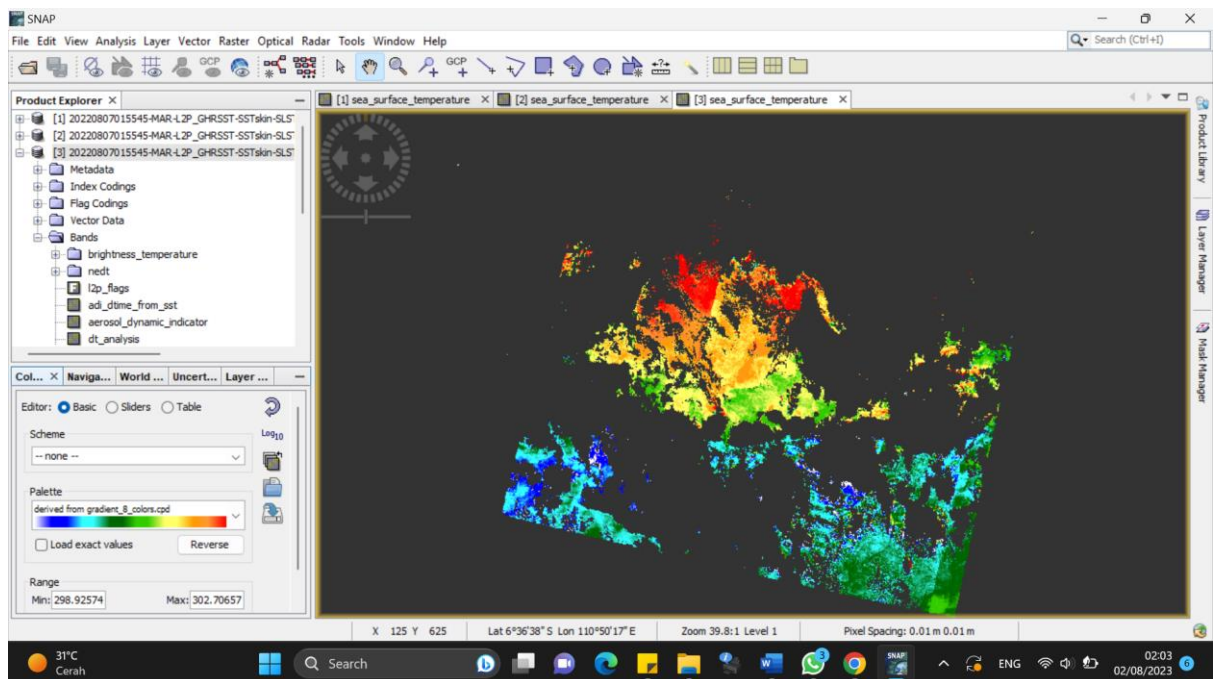 SNAP
File Edit View Analysis Layer Vector Raster Optical Radar Tools Window Help
Search (Ctrl+I)
GCP
GCP
Product Explorer
[1] 20220807015545-MAR-L2P_GHRSST-SSTskin-SLS
[2] 20220807015545-MAR-L2P_GHRSST-SSTskin-SLS
[3] 20220807015545-MAR-L2P_GHRSST-SSTskin-SLS
Metadata
Index Codings
Flag Codings
Vector Data
Bands
brightness_temperature
nedt
l2p_flags
adi_dtime_from_sst
aerosol_dynamic_indicator
dt_analysis
[1] sea_surface_temperature
[2] sea_surface_temperature
[3] sea_surface_temperature
Product Library
Layer Manager
Mask Manager
Col... Naviga... World ... Uncert... Layer ...
Editor: Basic Sliders Table
Scheme
Log10
-- none --
Palette
derived from gradient_8_colors.cpd
Load exact values Reverse
Range
Min: 298.92574 Max: 302.70657
X 125 Y 625 Lat 6°36'38" S Lon 110°50'17" E Zoom 39.8:1 Level 1 Pixel Spacing: 0.01 m 0.01 m
31°C
Cerah
Search
3
SNAP
ENG
02:03
02/08/2023
6